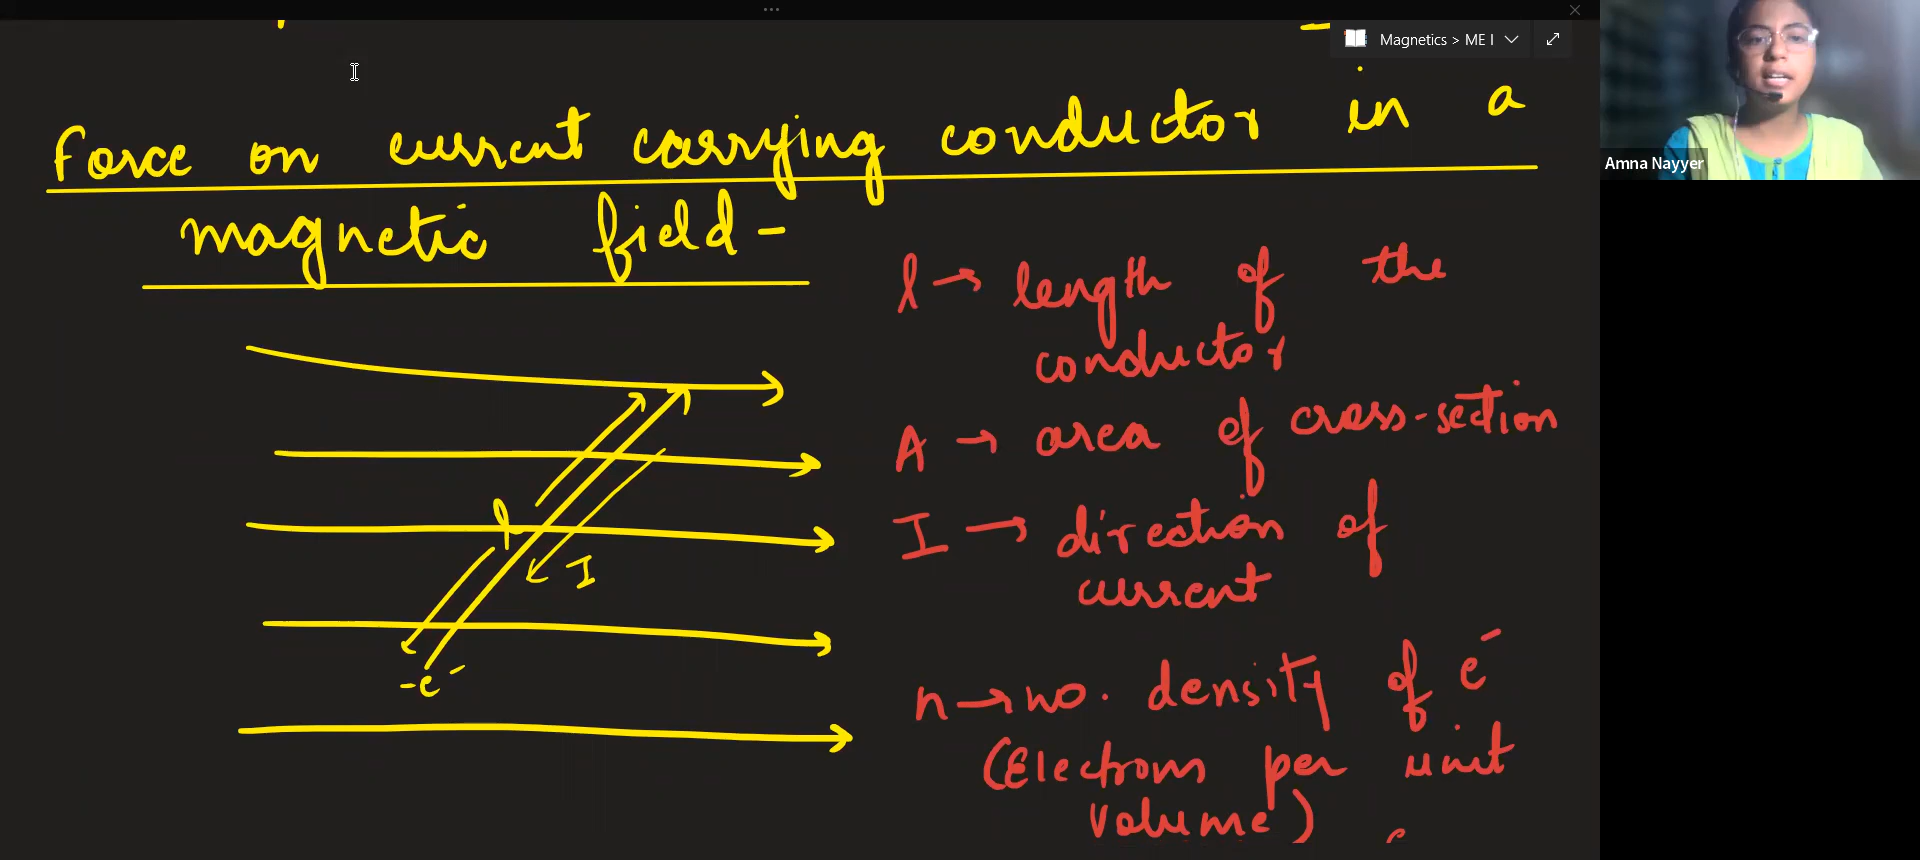 Magnetics > ME I
Amna Nayyer
Force on current carrying conductor in a
magnetic field-
l → length of the
conductor
A → area of cross-section
I → direction of
current
n → no. density of e⁻
(Electrons per unit
volume)
l
I
-e⁻